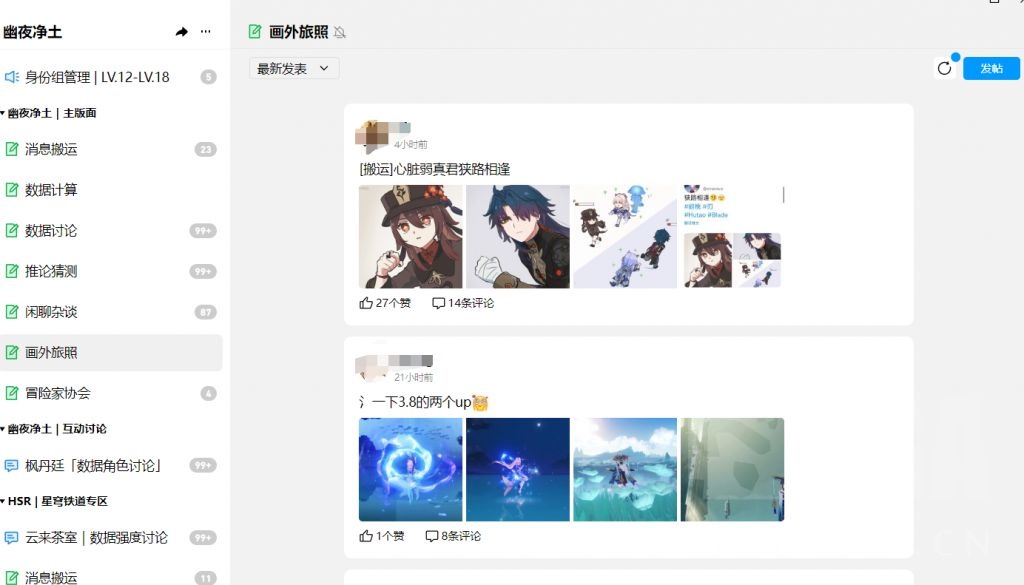 幽夜净土
身份组管理 | LV.12-LV.18
5
幽夜净土 | 主版面
消息搬运
23
数据计算
数据讨论
99+
推论猜测
99+
闲聊杂谈
87
画外旅照
冒险家协会
4
幽夜净土 | 互动讨论
枫丹廷「数据角色讨论」
99+
HSR | 星穹铁道专区
云来茶室 | 数据强度讨论
99+
消息搬运
11
画外旅照
最新发表
发帖
4小时前
[搬运]心脏弱真君狭路相逢
狭路相逢
#胡桃 #刃
#Hutao #Blade
27个赞
14条评论
21小时前
氵一下3.8的两个up
1个赞
8条评论
CN